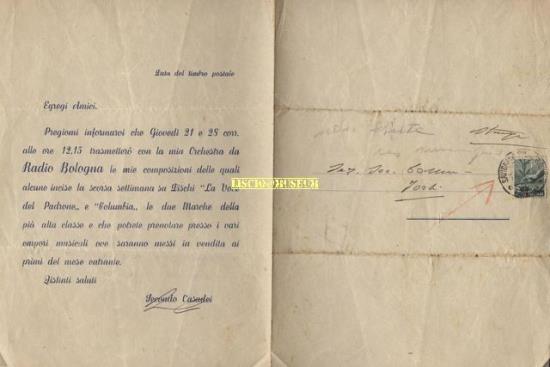 Data del timbro postale
Egregi Amici.
Pregiomi informarvi che Giovedì 21 e 28 corr.
alle ore 12,15 trasmetterò con la mia Orchestra da
Radio Bologna le mie composizioni delle quali
alcune incise la scorsa settimana su Dischi "La Voce
del Padrone„ e "Columbia„ le due Marche della
più alta classe e che potrete prenotare presso i vari
empori musicali ove saranno messi in vendita ai
primi del mese entrante.
Distinti saluti
Secondo Casadei
LISCIOMUSEUM
Forlì